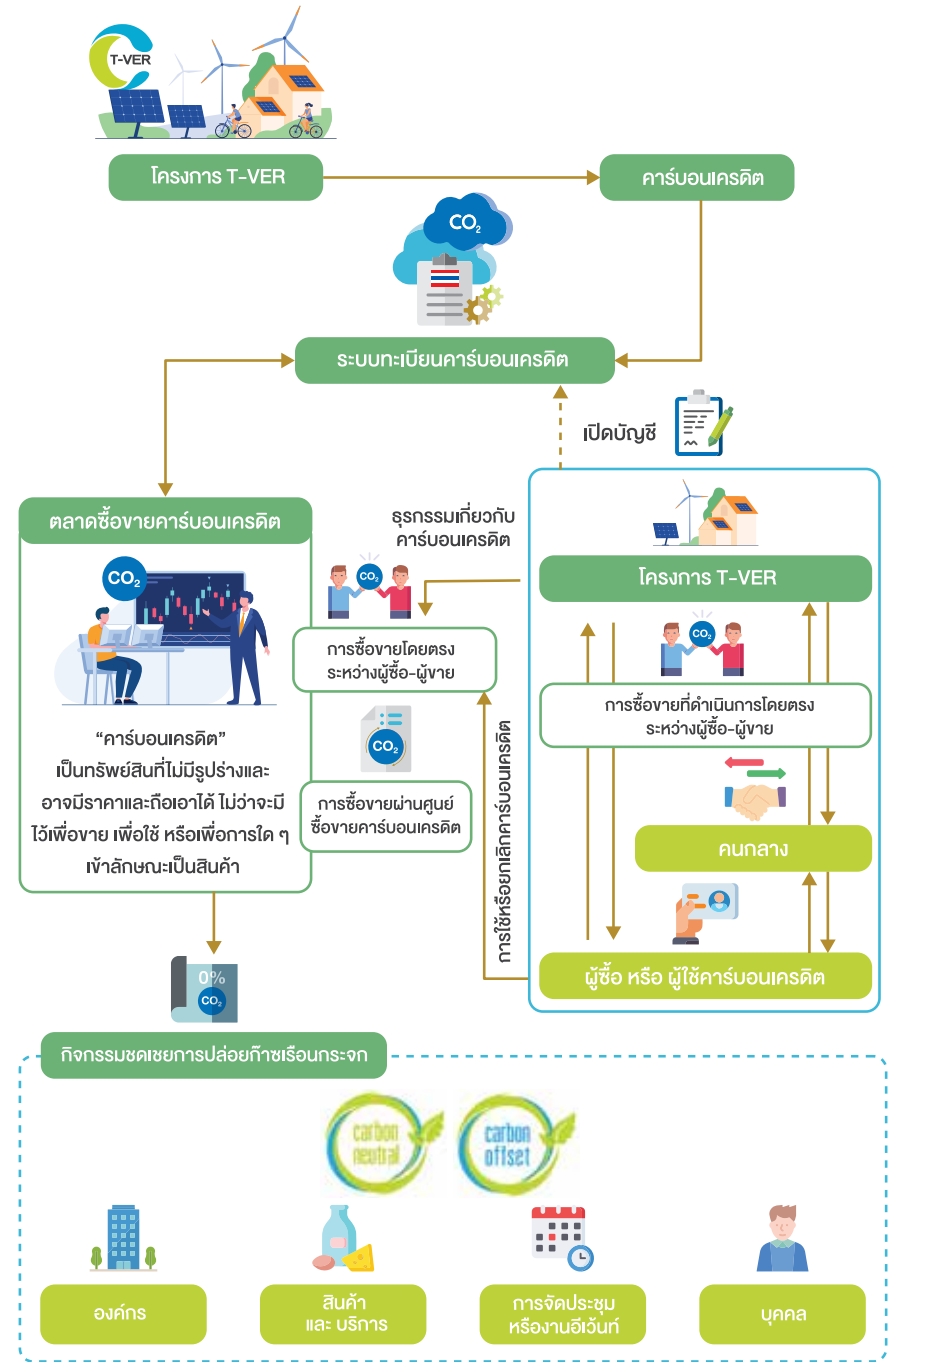 T-VER
โครงการ T-VER
คาร์บอนเครดิต
CO2
ระบบทะเบียนคาร์บอนเครดิต
เปิดบัญชี
ตลาดซื้อขายคาร์บอนเครดิต
CO2
“คาร์บอนเครดิต”
เป็นทรัพย์สินที่ไม่มีรูปร่างและ
อาจมีราคาและถือเอาได้ ไม่ว่าจะมี
ไว้เพื่อขาย เพื่อใช้ หรือเพื่อการใด ๆ
เข้าลักษณะเป็นสินค้า
ธุรกรรมเกี่ยวกับ
คาร์บอนเครดิต
CO2
การซื้อขายโดยตรง
ระหว่างผู้ซื้อ-ผู้ขาย
CO2
การซื้อขายผ่านศูนย์
ซื้อขายคาร์บอนเครดิต
การใช้หรือยกเลิกคาร์บอนเครดิต
โครงการ T-VER
CO2
การซื้อขายที่ดำเนินการโดยตรง
ระหว่างผู้ซื้อ-ผู้ขาย
คนกลาง
ผู้ซื้อ หรือ ผู้ใช้คาร์บอนเครดิต
0%
CO2
กิจกรรมชดเชยการปล่อยก๊าซเรือนกระจก
carbon
neutral
carbon
offset
องค์กร
สินค้า
และ บริการ
การจัดประชุม
หรืองานอีเว้นท์
บุคคล